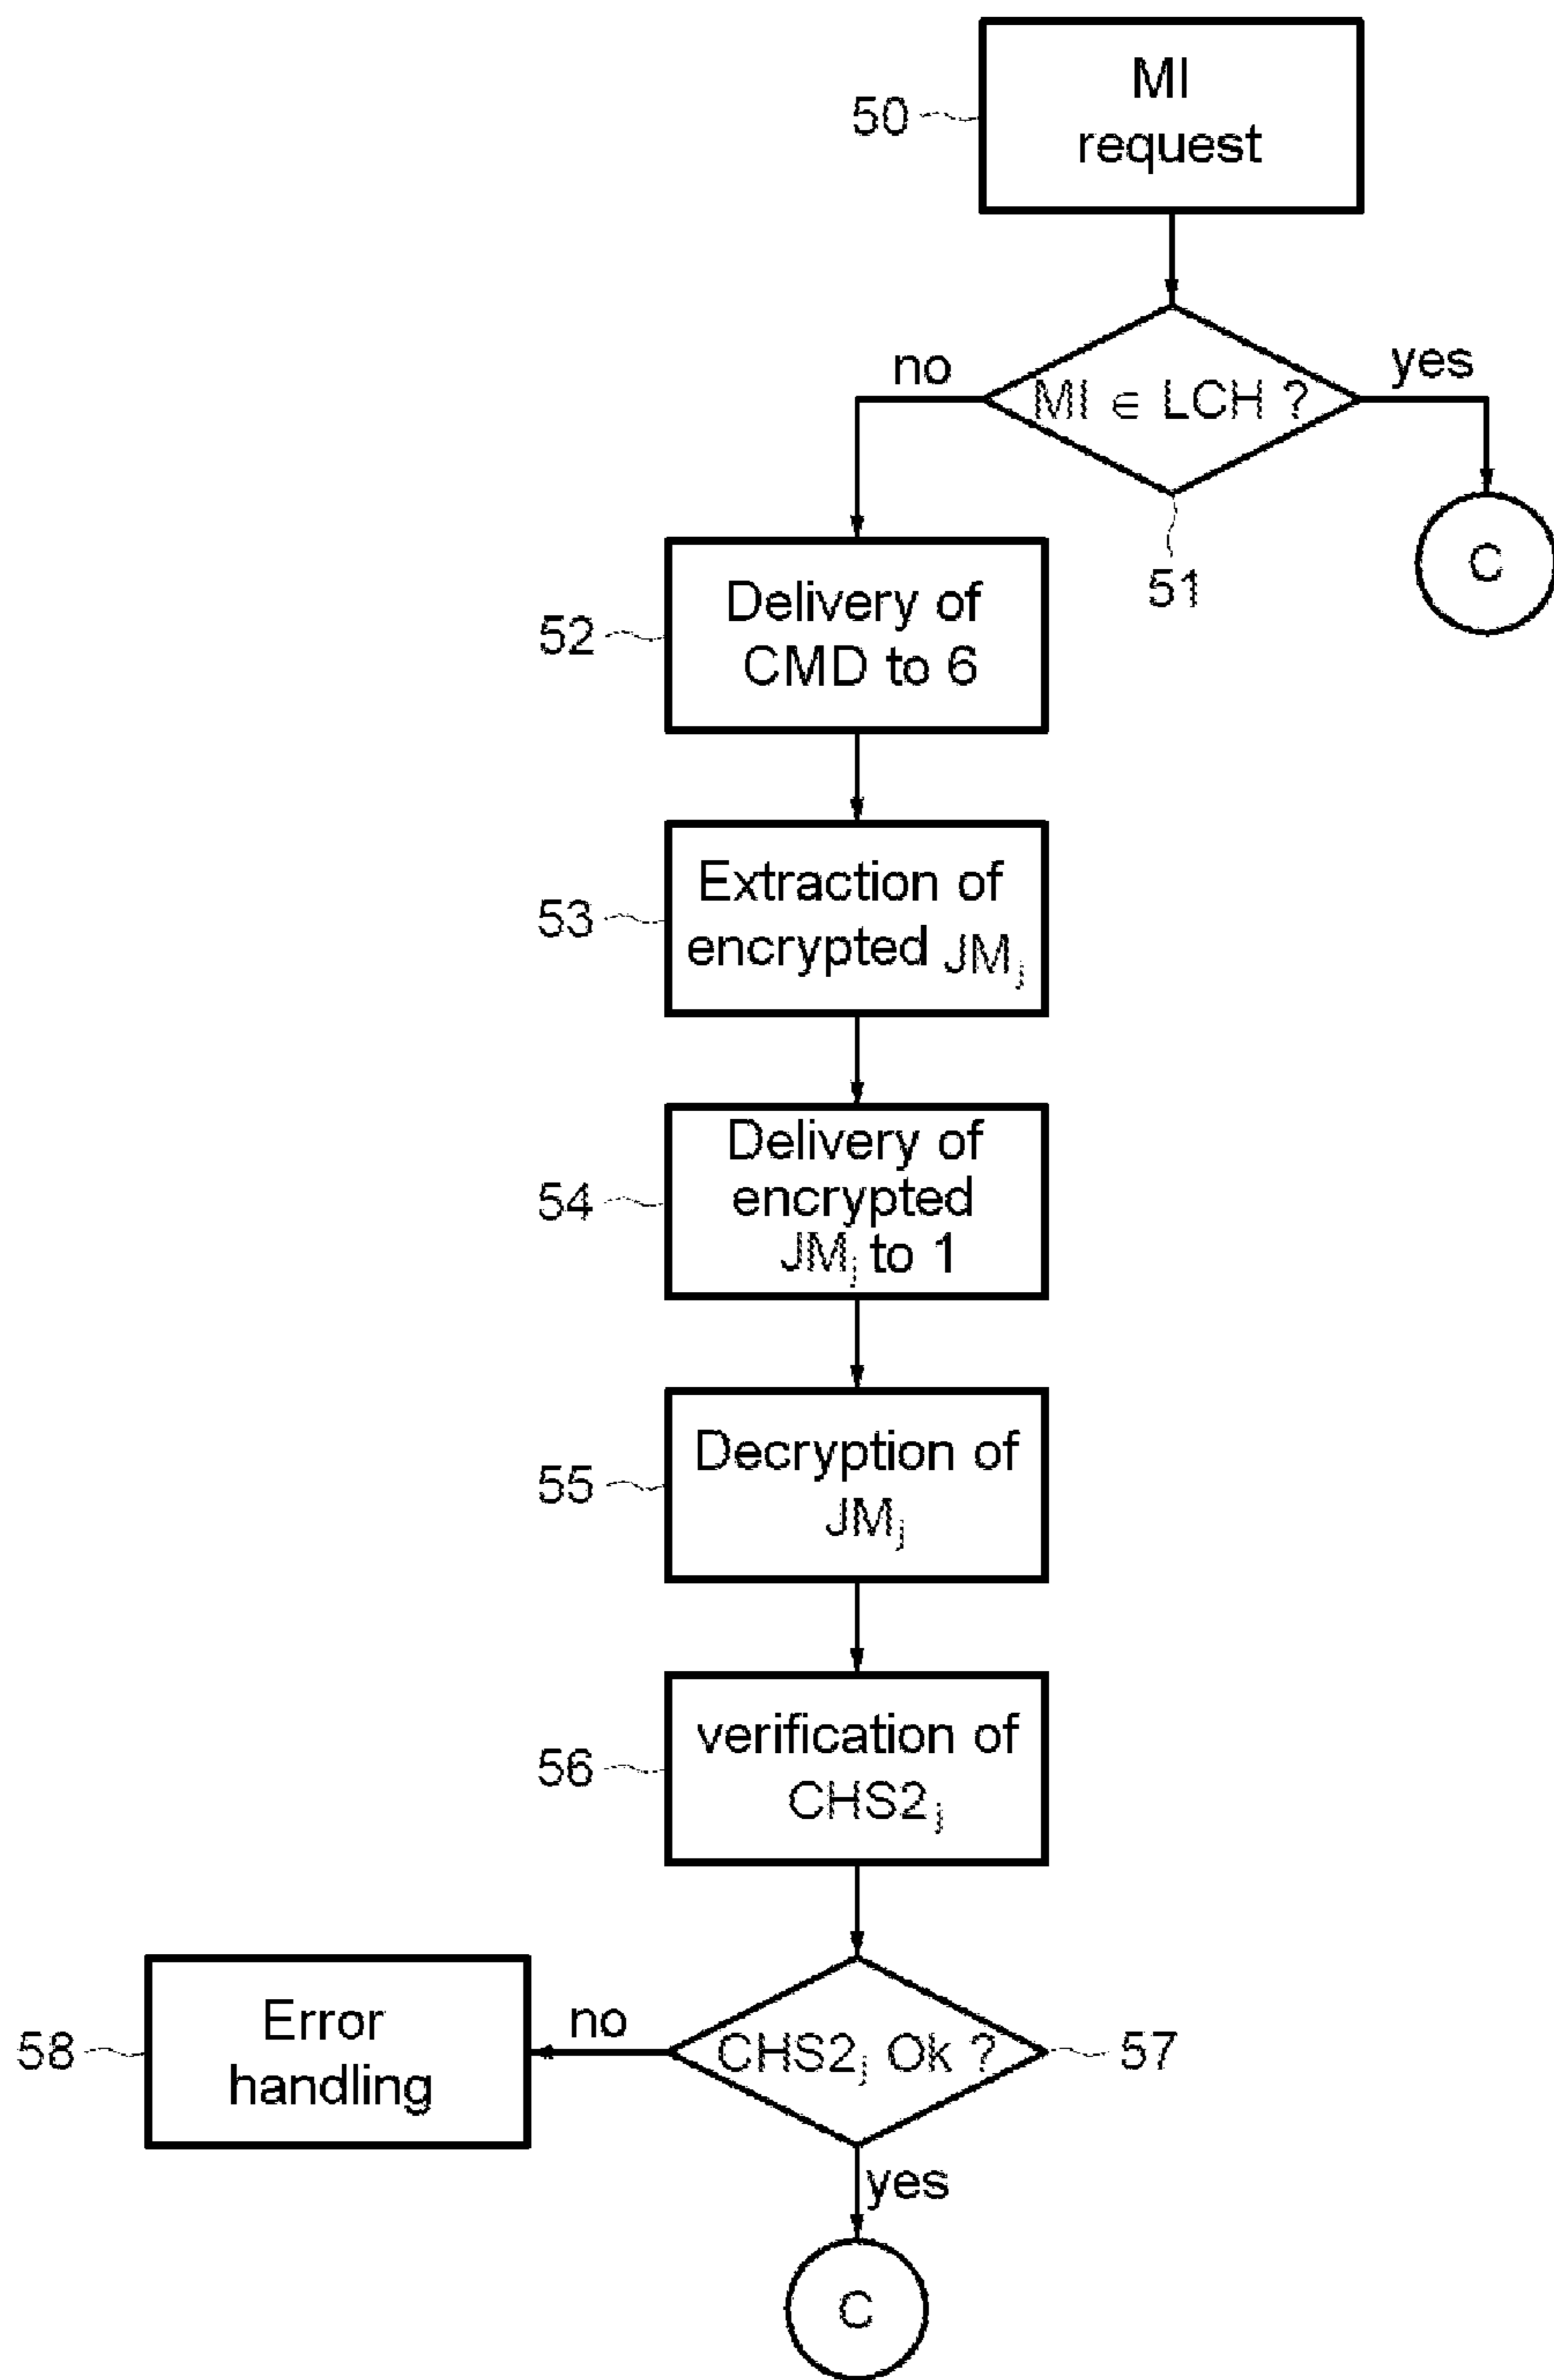 MI
request
50
no
yes
MI ∈ LCH ?
C
51
Delivery of
CMD to 6
52
Extraction of
encrypted JMj
53
Delivery of
encrypted
JMj to 1
54
Decryption of
JMj
55
verification of
CHS2j
56
Error
handling
58
no
CHS2j Ok ?
57
yes
C